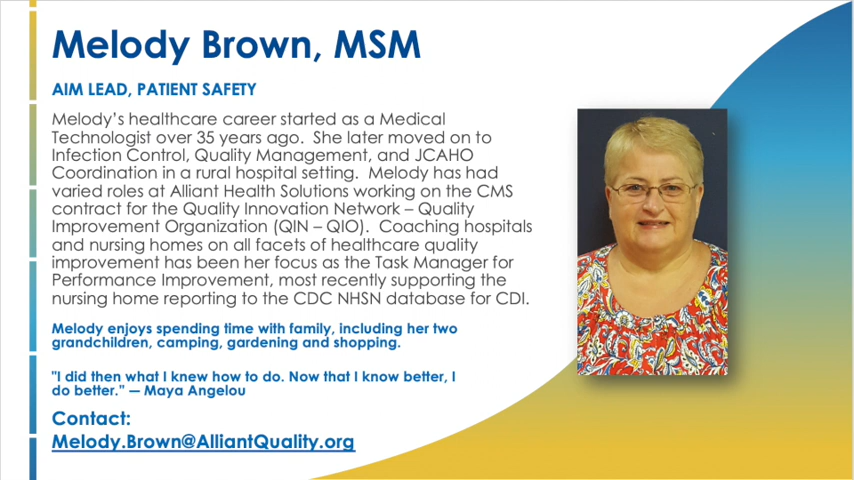 Melody Brown, MSM
AIM LEAD, PATIENT SAFETY
Melody's healthcare career started as a Medical
Technologist over 35 years ago.  She later moved on to
Infection Control, Quality Management, and JCAHO
Coordination in a rural hospital setting.  Melody has had
varied roles at Alliant Health Solutions working on the CMS
contract for the Quality Innovation Network – Quality
Improvement Organization (QIN – QIO).  Coaching hospitals
and nursing homes on all facets of healthcare quality
improvement has been her focus as the Task Manager for
Performance Improvement, most recently supporting the
nursing home reporting to the CDC NHSN database for CDI.
Melody enjoys spending time with family, including her two
grandchildren, camping, gardening and shopping.
"I did then what I knew how to do. Now that I know better, I
do better." — Maya Angelou
Contact:
Melody.Brown@AlliantQuality.org